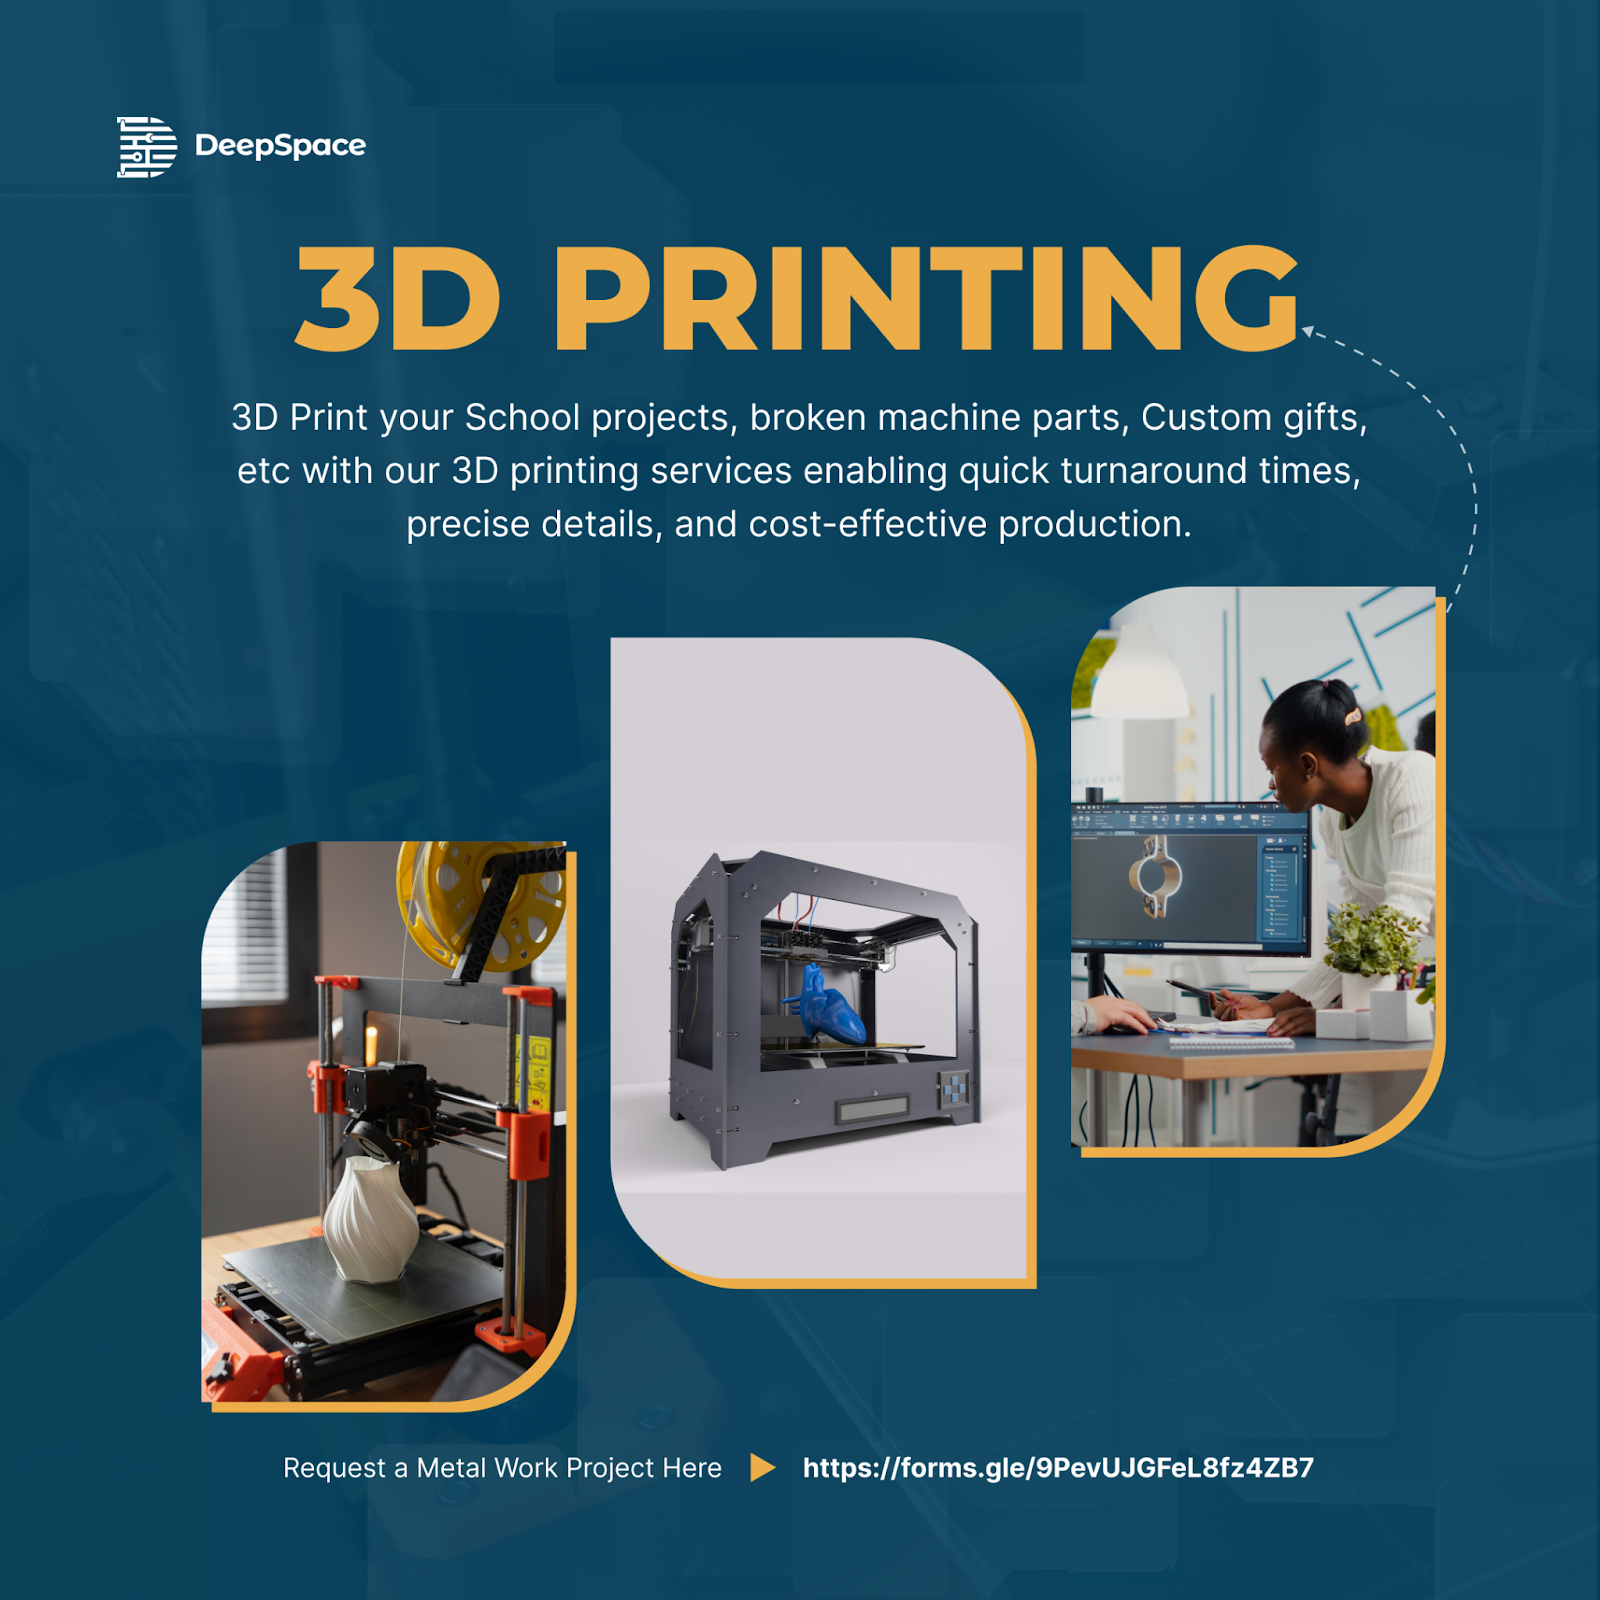 DeepSpace
3D PRINTING
3D Print your School projects, broken machine parts, Custom gifts,
etc with our 3D printing services enabling quick turnaround times,
precise details, and cost-effective production.
Request a Metal Work Project Here
https://forms.gle/9PevUJGFeL8fz4ZB7